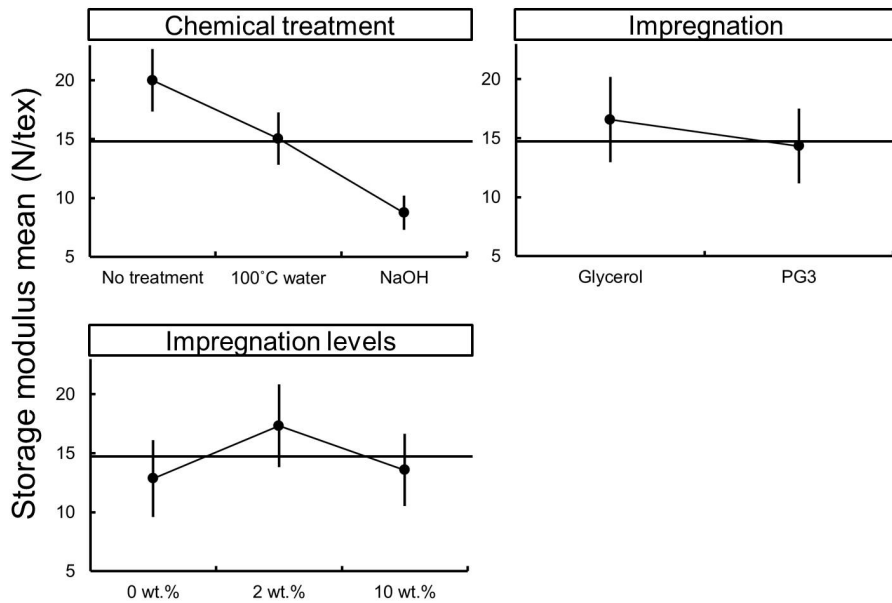 Storage modulus mean (N/tex)
Chemical treatment
20
15
10
5
No treatment 100˚C water NaOH
Impregnation
20
15
10
5
Glycerol PG3
Impregnation levels
20
15
10
5
0 wt.% 2 wt.% 10 wt.%